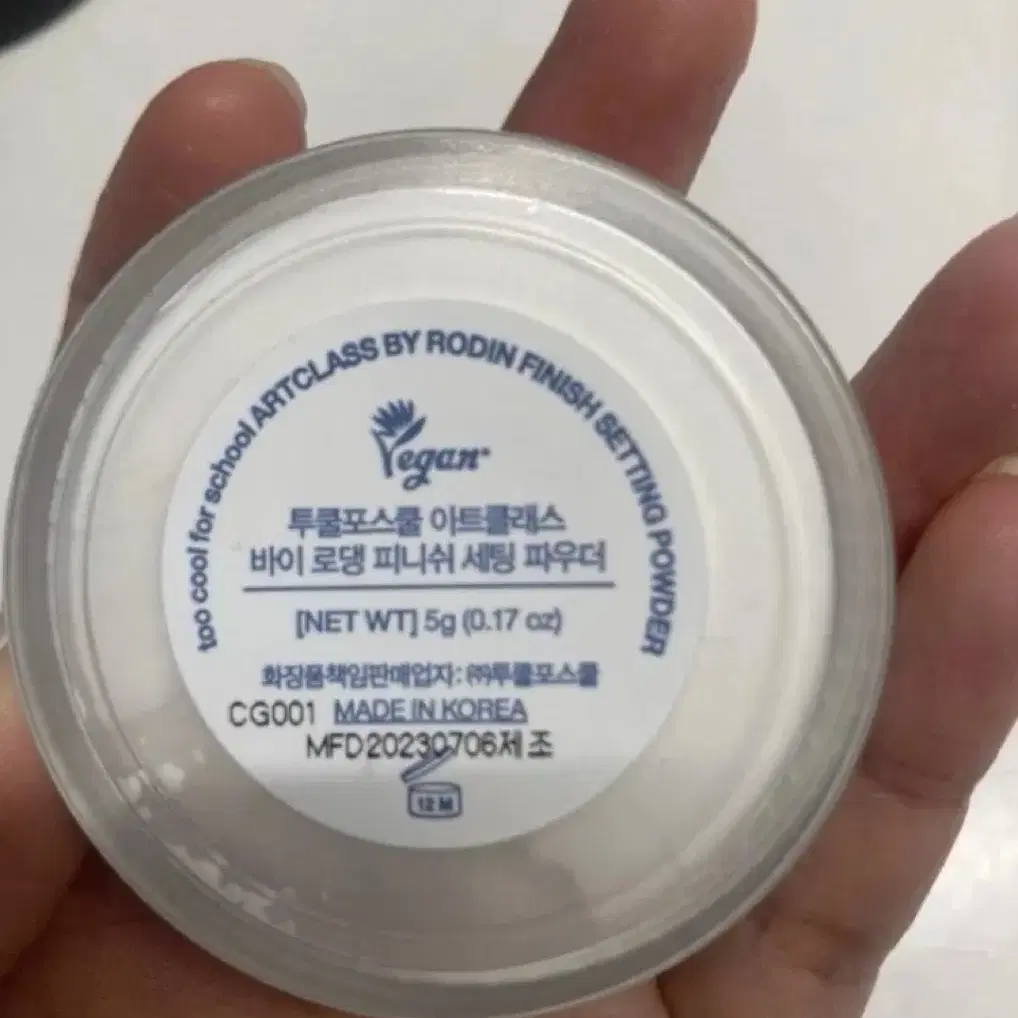 too cool for school ARTCLASS BY RODIN FINISH SETTING POWDER
Vegan
투쿨포스쿨 아트클래스
바이 로댕 피니쉬 세팅 파우더
[NET WT] 5g (0.17 oz)
화장품책임판매업자: ㈜투쿨포스쿨
CG001 MADE IN KOREA
MFD20230706제조
12 M